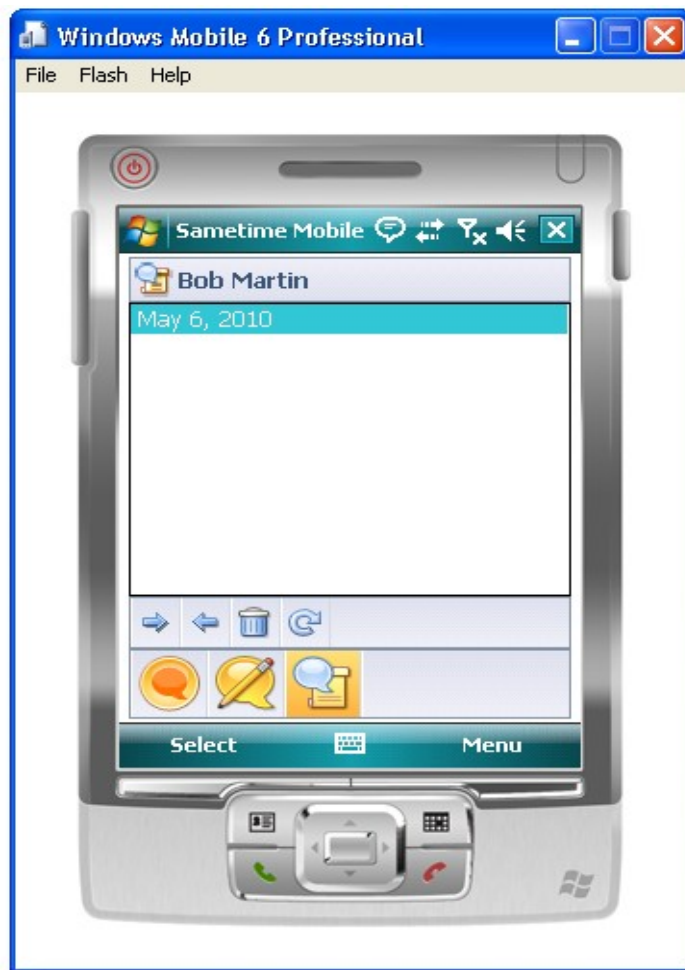 Windows Mobile 6 Professional
File Flash Help
Sametime Mobile
Bob Martin
May 6, 2010
Select Menu